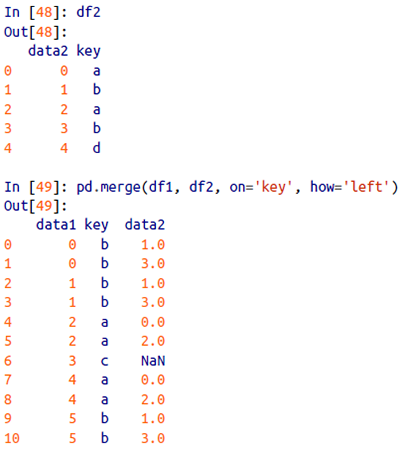 In [48]: df2
Out[48]:
   data2 key
0      0   a
1      1   b
2      2   a
3      3   b
4      4   d
In [49]: pd.merge(df1, df2, on='key', how='left')
Out[49]:
    data1 key  data2
0       0   b    1.0
1       0   b    3.0
2       1   b    1.0
3       1   b    3.0
4       2   a    0.0
5       2   a    2.0
6       3   c    NaN
7       4   a    0.0
8       4   a    2.0
9       5   b    1.0
10      5   b    3.0